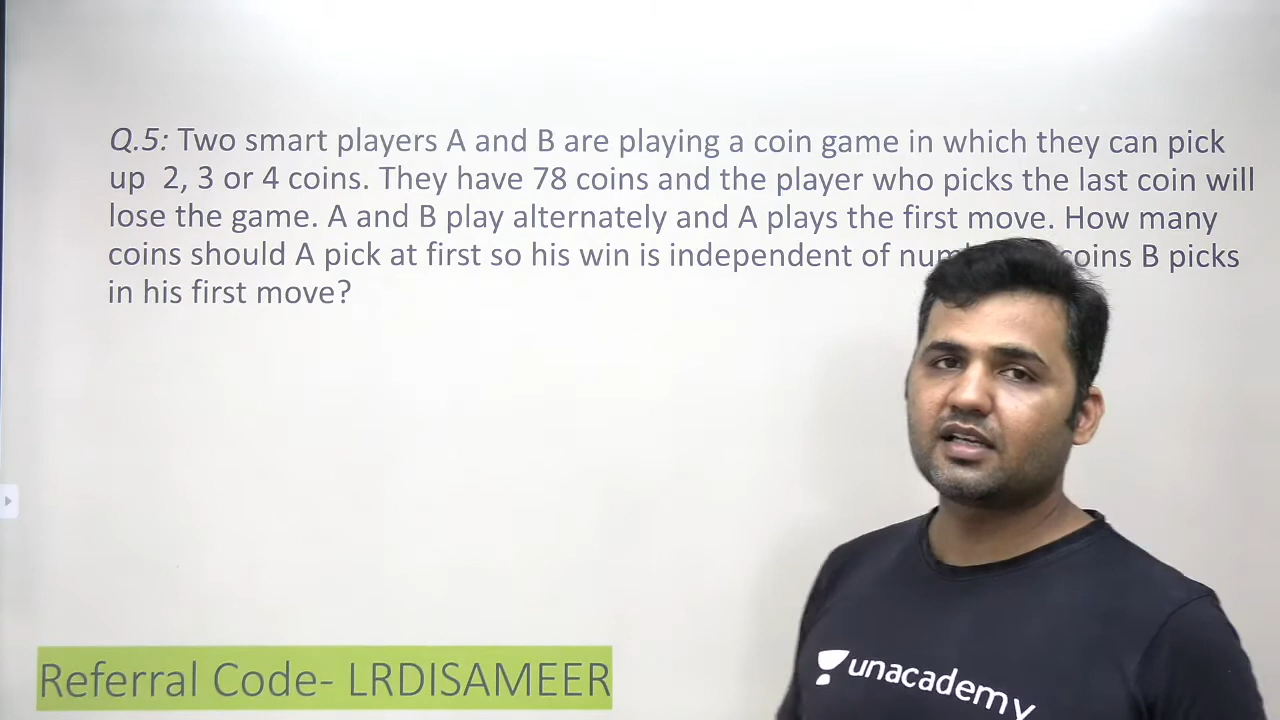 Q.5: Two smart players A and B are playing a coin game in which they can pick
up 2, 3 or 4 coins. They have 78 coins and the player who picks the last coin will
lose the game. A and B play alternately and A plays the first move. How many
coins should A pick at first so his win is independent of coins B picks
in his first move?
unacademy
Referral Code- LRDISAMEER